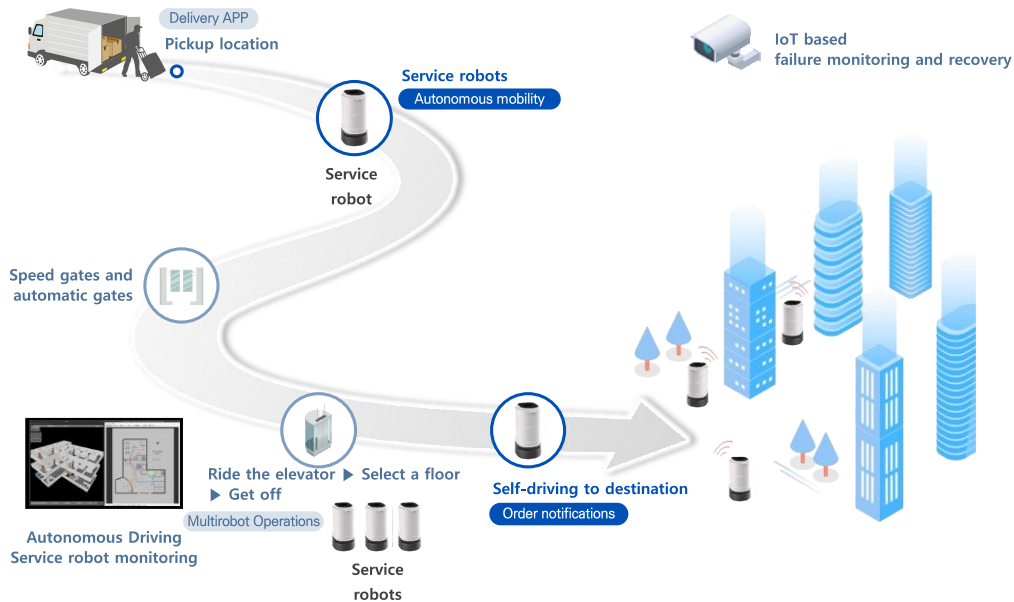 Delivery APP
Pickup location
IoT based
failure monitoring and recovery
Service robots
Autonomous mobility
Service
robot
Speed gates and
automatic gates
Ride the elevator ▶ Select a floor
▶ Get off
Multirobot Operations
Self-driving to destination
Order notifications
Autonomous Driving
Service robot monitoring
Service
robots